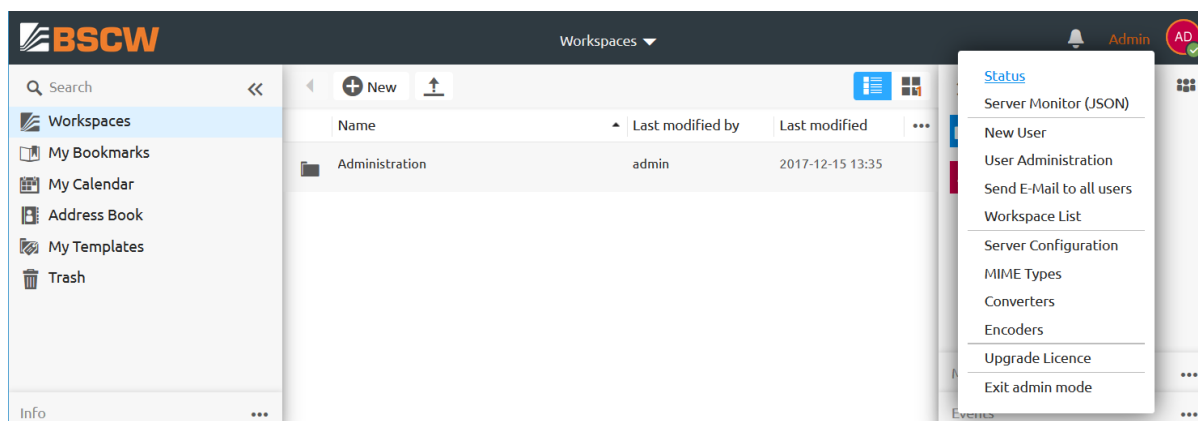 BSCW
Workspaces
Admin
AD
Search
New
Workspaces
My Bookmarks
My Calendar
Address Book
My Templates
Trash
Info
Name
Last modified by
Last modified
Administration
admin
2017-12-15 13:35
Status
Server Monitor (JSON)
New User
User Administration
Send E-Mail to all users
Workspace List
Server Configuration
MIME Types
Converters
Encoders
Upgrade Licence
Exit admin mode
Events